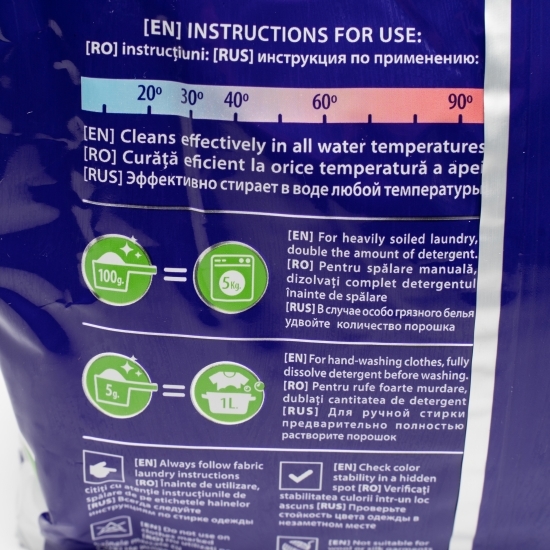 [EN] INSTRUCTIONS FOR USE:
[RO] instrucțiuni: [RUS] инструкция по применению:
20º 30º 40º 60º 90º
[EN] Cleans effectively in all water temperatures
[RO] Curăță eficient la orice temperatură a apei
[RUS] Эффективно стирает в воде любой температуры
100g. = 5Kg.
[EN] For heavily soiled laundry,
double the amount of detergent.
[RO] Pentru spălare manuală,
dizolvați complet detergentul
înainte de spălare
[RUS] В случае особо грязного белья
удвойте количество порошка
5g. = 1L.
[EN] For hand-washing clothes, fully
dissolve detergent before washing.
[RO] Pentru rufe foarte murdare,
dublați cantitatea de detergent
[RUS] Для ручной стирки
предварительно полностью
растворите порошок
[EN] Always follow fabric
laundry instructions
[RO] Înainte de utilizare,
citiți cu atenție instrucțiunile de
spălare de pe etichetele hainelor
[RUS] Всегда следуйте
инструкциям по стирке одежды
[EN] Check color
stability in a hidden
spot [RO] Verificați
stabilitatea culorii într-un loc
ascuns [RUS] Проверьте
стойкость цвета одежды в
незаметном месте
[EN] Do not use on
[EN] Not suitable for